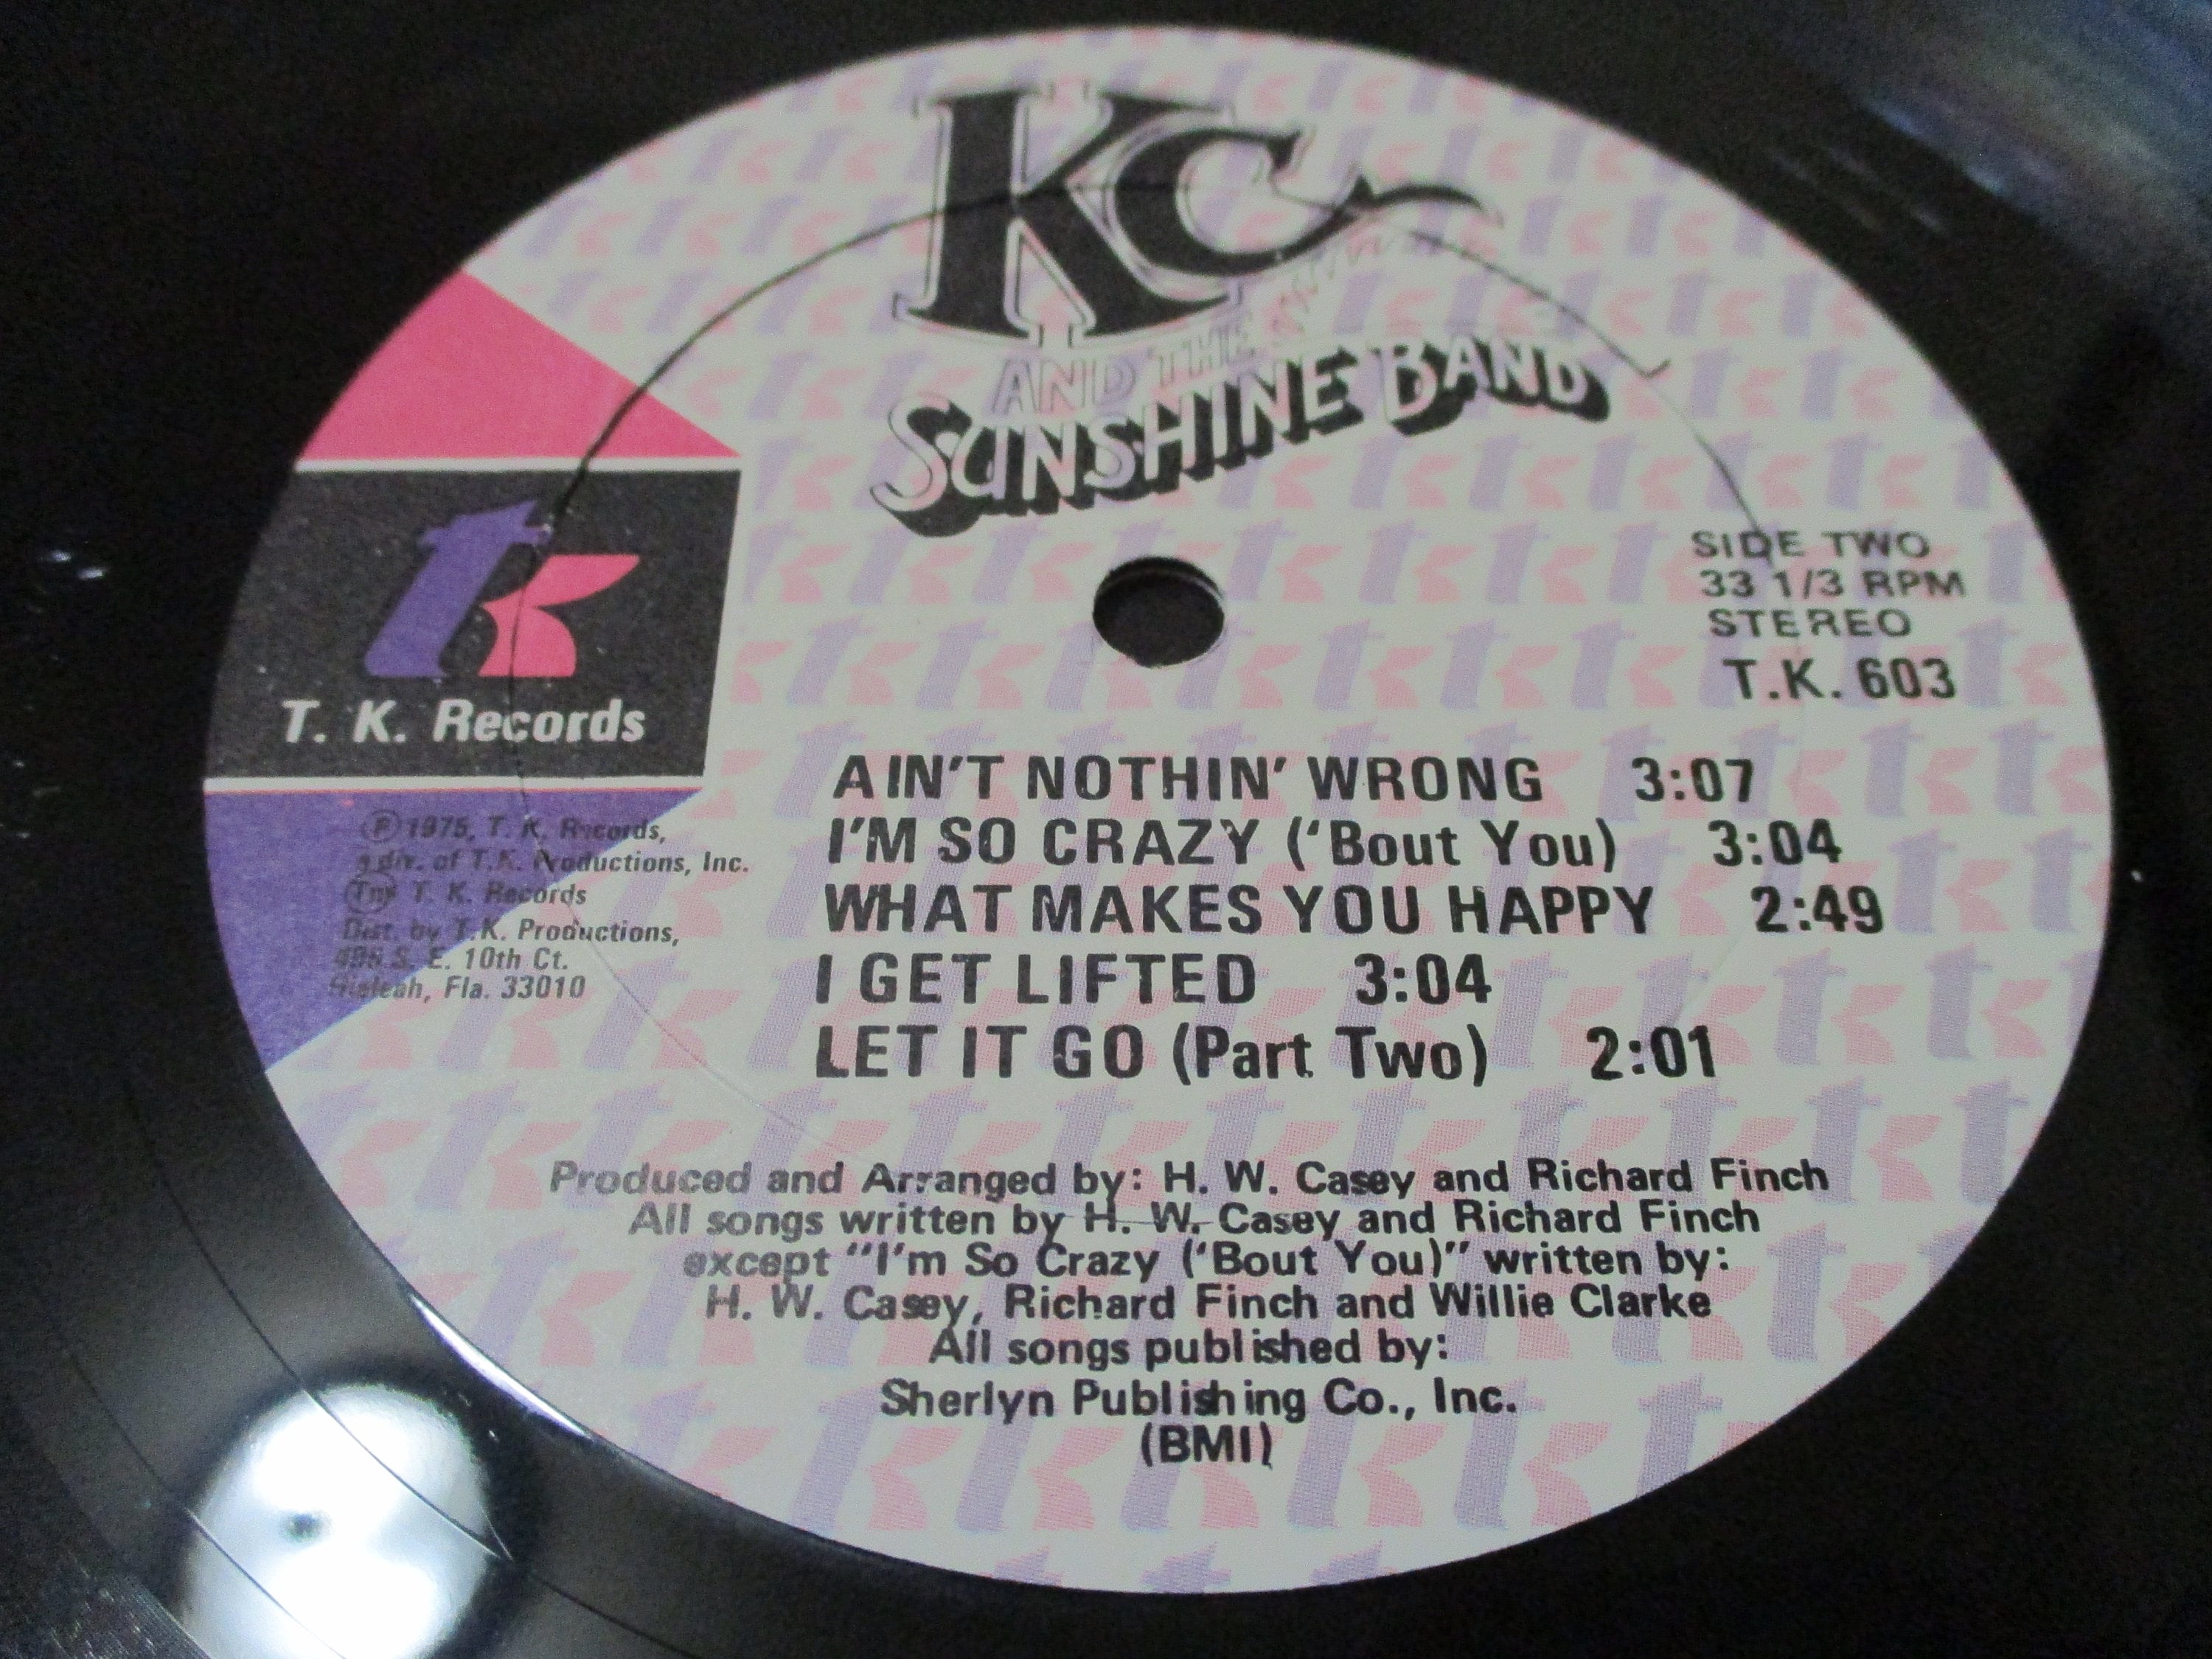 KC
AND THE
SUNSHINE BAND
SIDE TWO
33 1/3 RPM
STEREO
T.K. 603
tk
T. K. Records
Ⓟ1975, T. K. Records,
a div. of T.K. Productions, Inc.
T. K. Records
Dist. by T.K. Productions,
495 S. E. 10th Ct.
Hialeah, Fla. 33010
AIN'T NOTHIN' WRONG 3:07
I'M SO CRAZY ('Bout You) 3:04
WHAT MAKES YOU HAPPY 2:49
I GET LIFTED 3:04
LET IT GO (Part Two) 2:01
Produced and Arranged by: H. W. Casey and Richard Finch
All songs written by H. W. Casey and Richard Finch
except "I'm So Crazy ('Bout You)" written by:
H. W. Casey, Richard Finch and Willie Clarke
All songs published by:
Sherlyn Publishing Co., Inc.
(BMI)